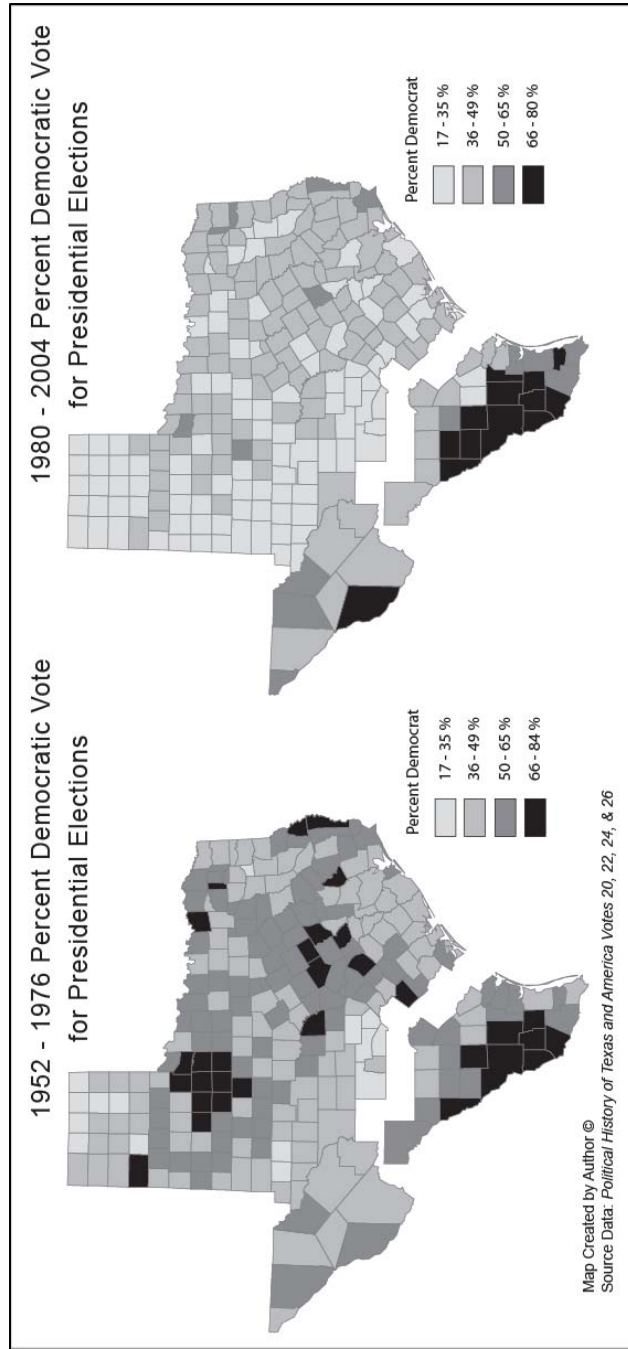 1952 - 1976 Percent Democratic Vote
for Presidential Elections
Percent Democrat
17 - 35 %
36 - 49 %
50 - 65 %
66 - 84 %
Map Created by Author ©
Source Data: Political History of Texas and America Votes 20, 22, 24, & 26
1980 - 2004 Percent Democratic Vote
for Presidential Elections
Percent Democrat
17 - 35 %
36 - 49 %
50 - 65 %
66 - 80 %